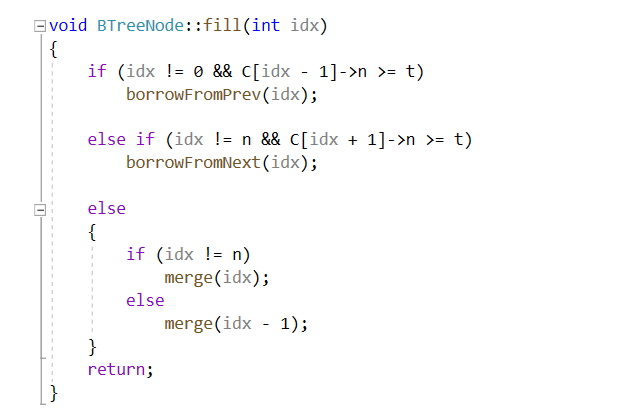 void BTreeNode::fill(int idx)
{
    if (idx != 0 && C[idx - 1]->n >= t)
        borrowFromPrev(idx);
    else if (idx != n && C[idx + 1]->n >= t)
        borrowFromNext(idx);
    else
    {
        if (idx != n)
            merge(idx);
        else
            merge(idx - 1);
    }
    return;
}